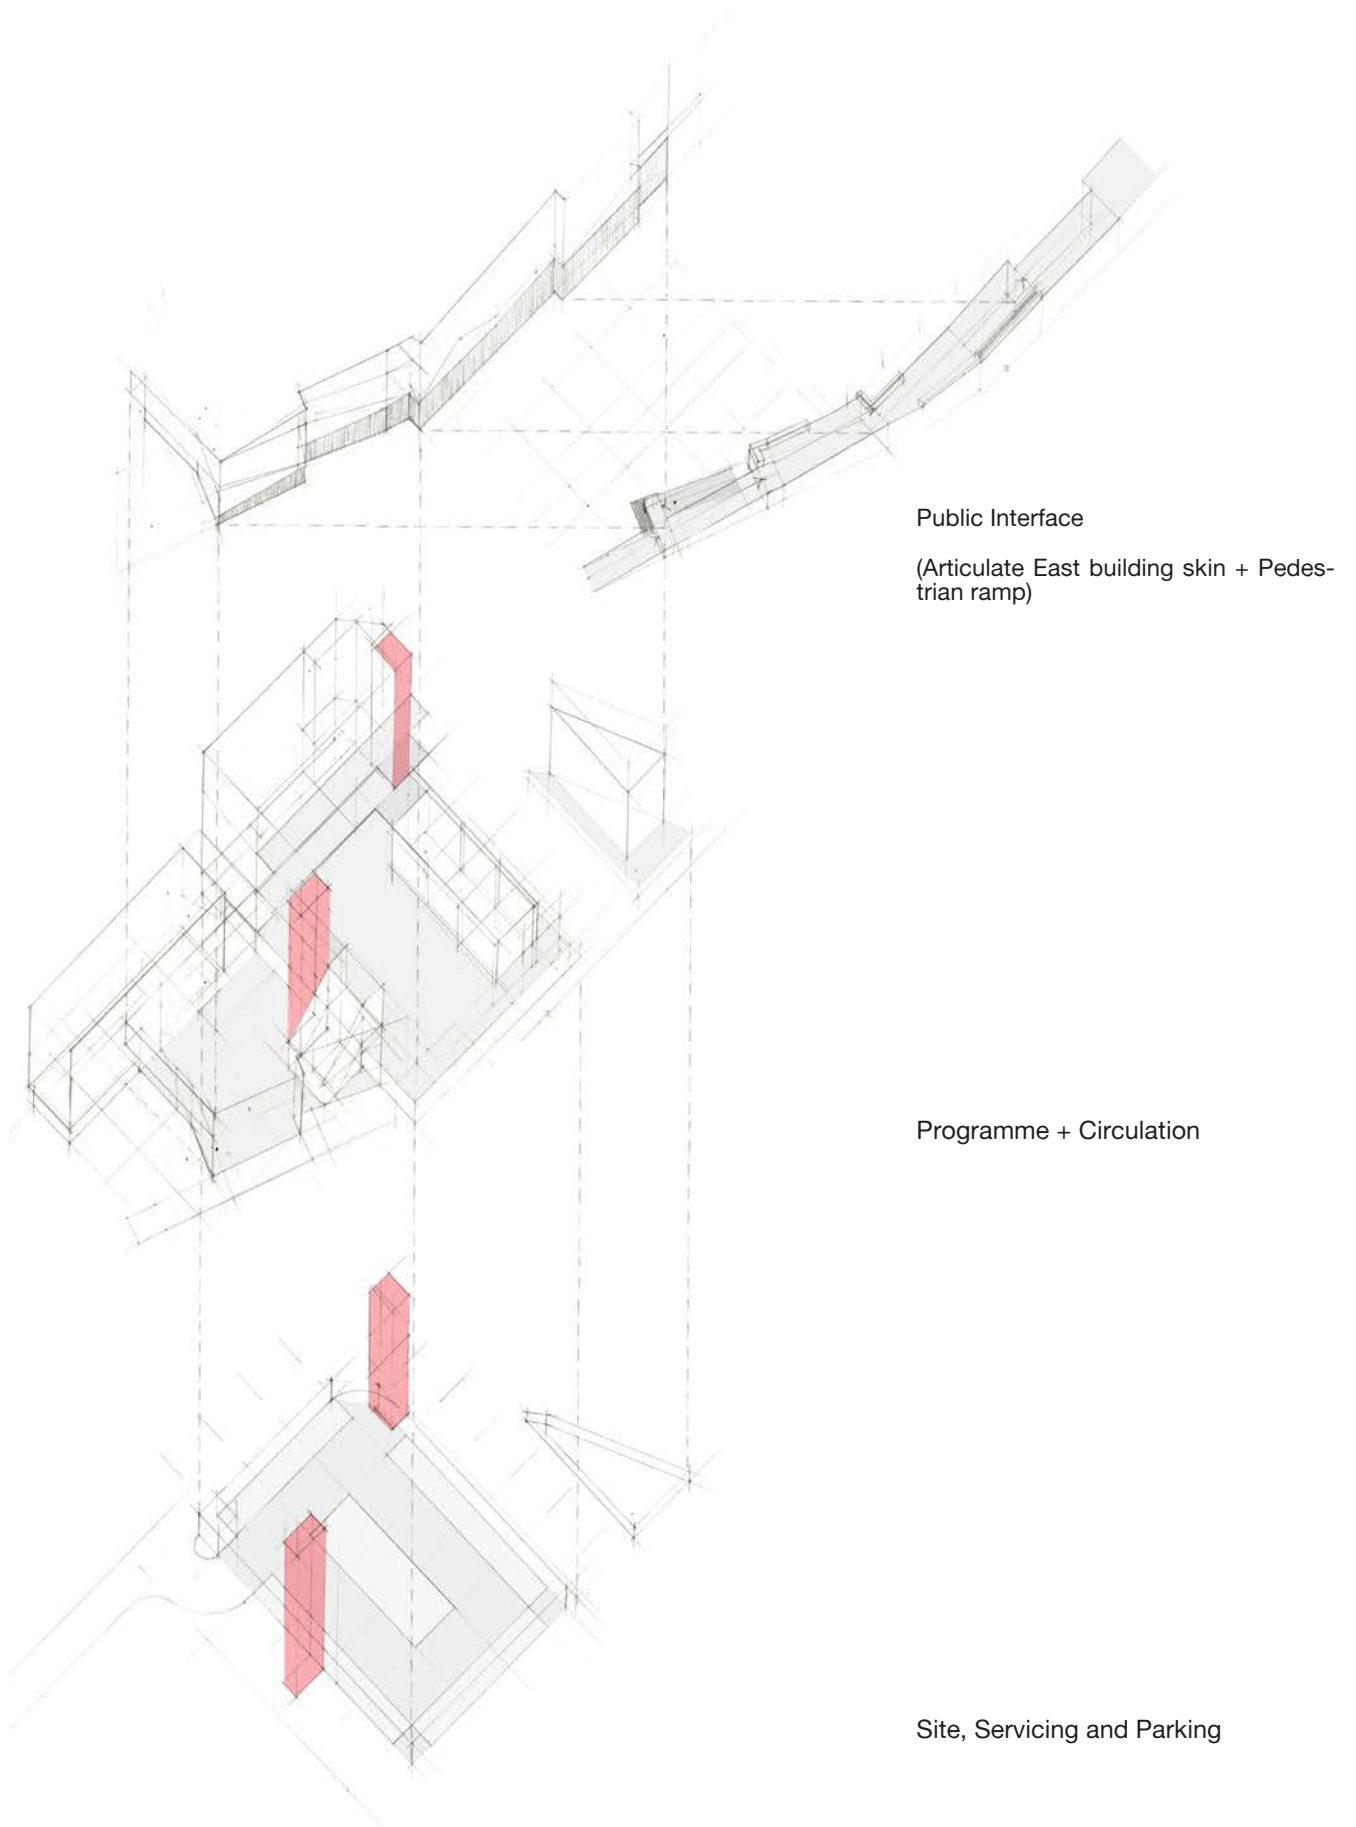 Public Interface
(Articulate East building skin + Pedes-
trian ramp)
Programme + Circulation
Site, Servicing and Parking